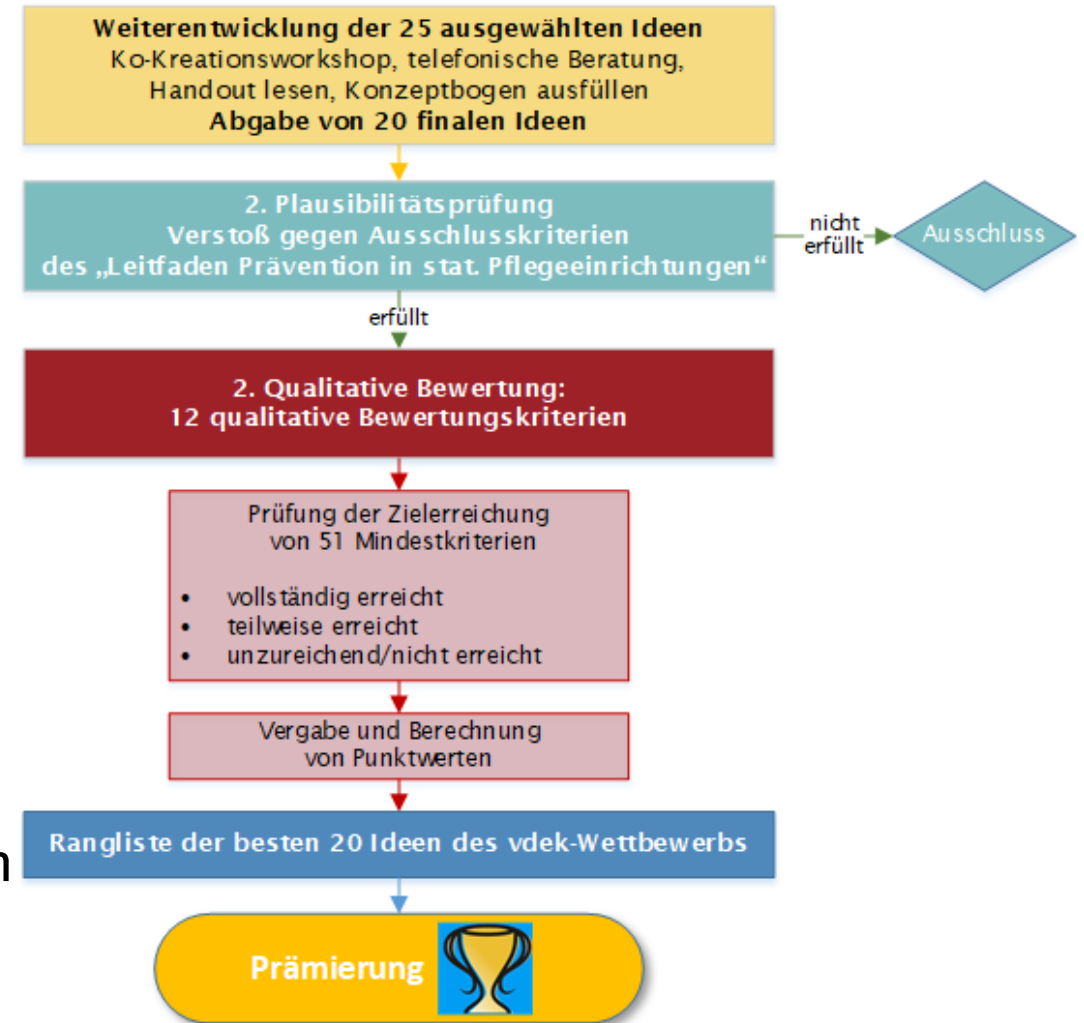 Weiterentwicklung der 25 ausgewählten Ideen
Ko-Kreationsworkshop, telefonische Beratung,
Handout lesen, Konzeptbogen ausfüllen
Abgabe von 20 finalen Ideen
2. Plausibilitätsprüfung
Verstoß gegen Ausschlusskriterien
des „Leitfaden Prävention in stat. Pflegeeinrichtungen“
nicht
erfüllt
Ausschluss
erfüllt
2. Qualitative Bewertung:
12 qualitative Bewertungskriterien
Prüfung der Zielerreichung
von 51 Mindestkriterien
• vollständig erreicht
• teilweise erreicht
• unzureichend/nicht erreicht
Vergabe und Berechnung
von Punktwerten
n
Rangliste der besten 20 Ideen des vdek-Wettbewerbs
Prämierung